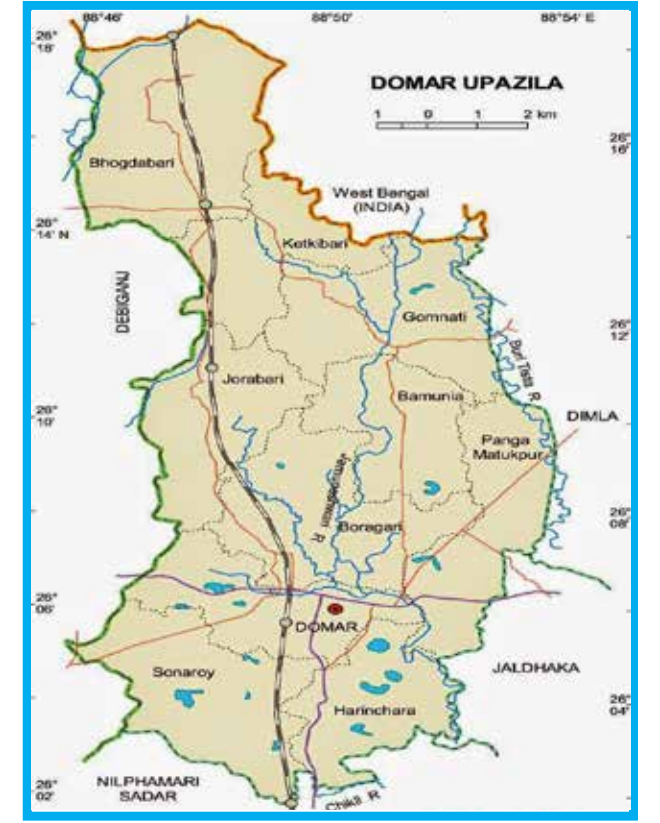 88°46' 88°50' 88°54' E
26°
18'
DOMAR UPAZILA
1 0 1 2 km
26°
16'
Bhogdabari
West Bengal
(INDIA)
26°
14' N
Ketkibari
DEBIGANJ
Gomnati
26°
12'
Buri Tista R
Jorabari
Bamunia
26°
10'
DIMLA
Panga
Matukpur
R
Boragari
26°
08'
26°
06'
DOMAR
Sonaroy
JALDHAKA
Harinchara
26°
04'
NILPHAMARI
SADAR
26°
02'
Chikli R